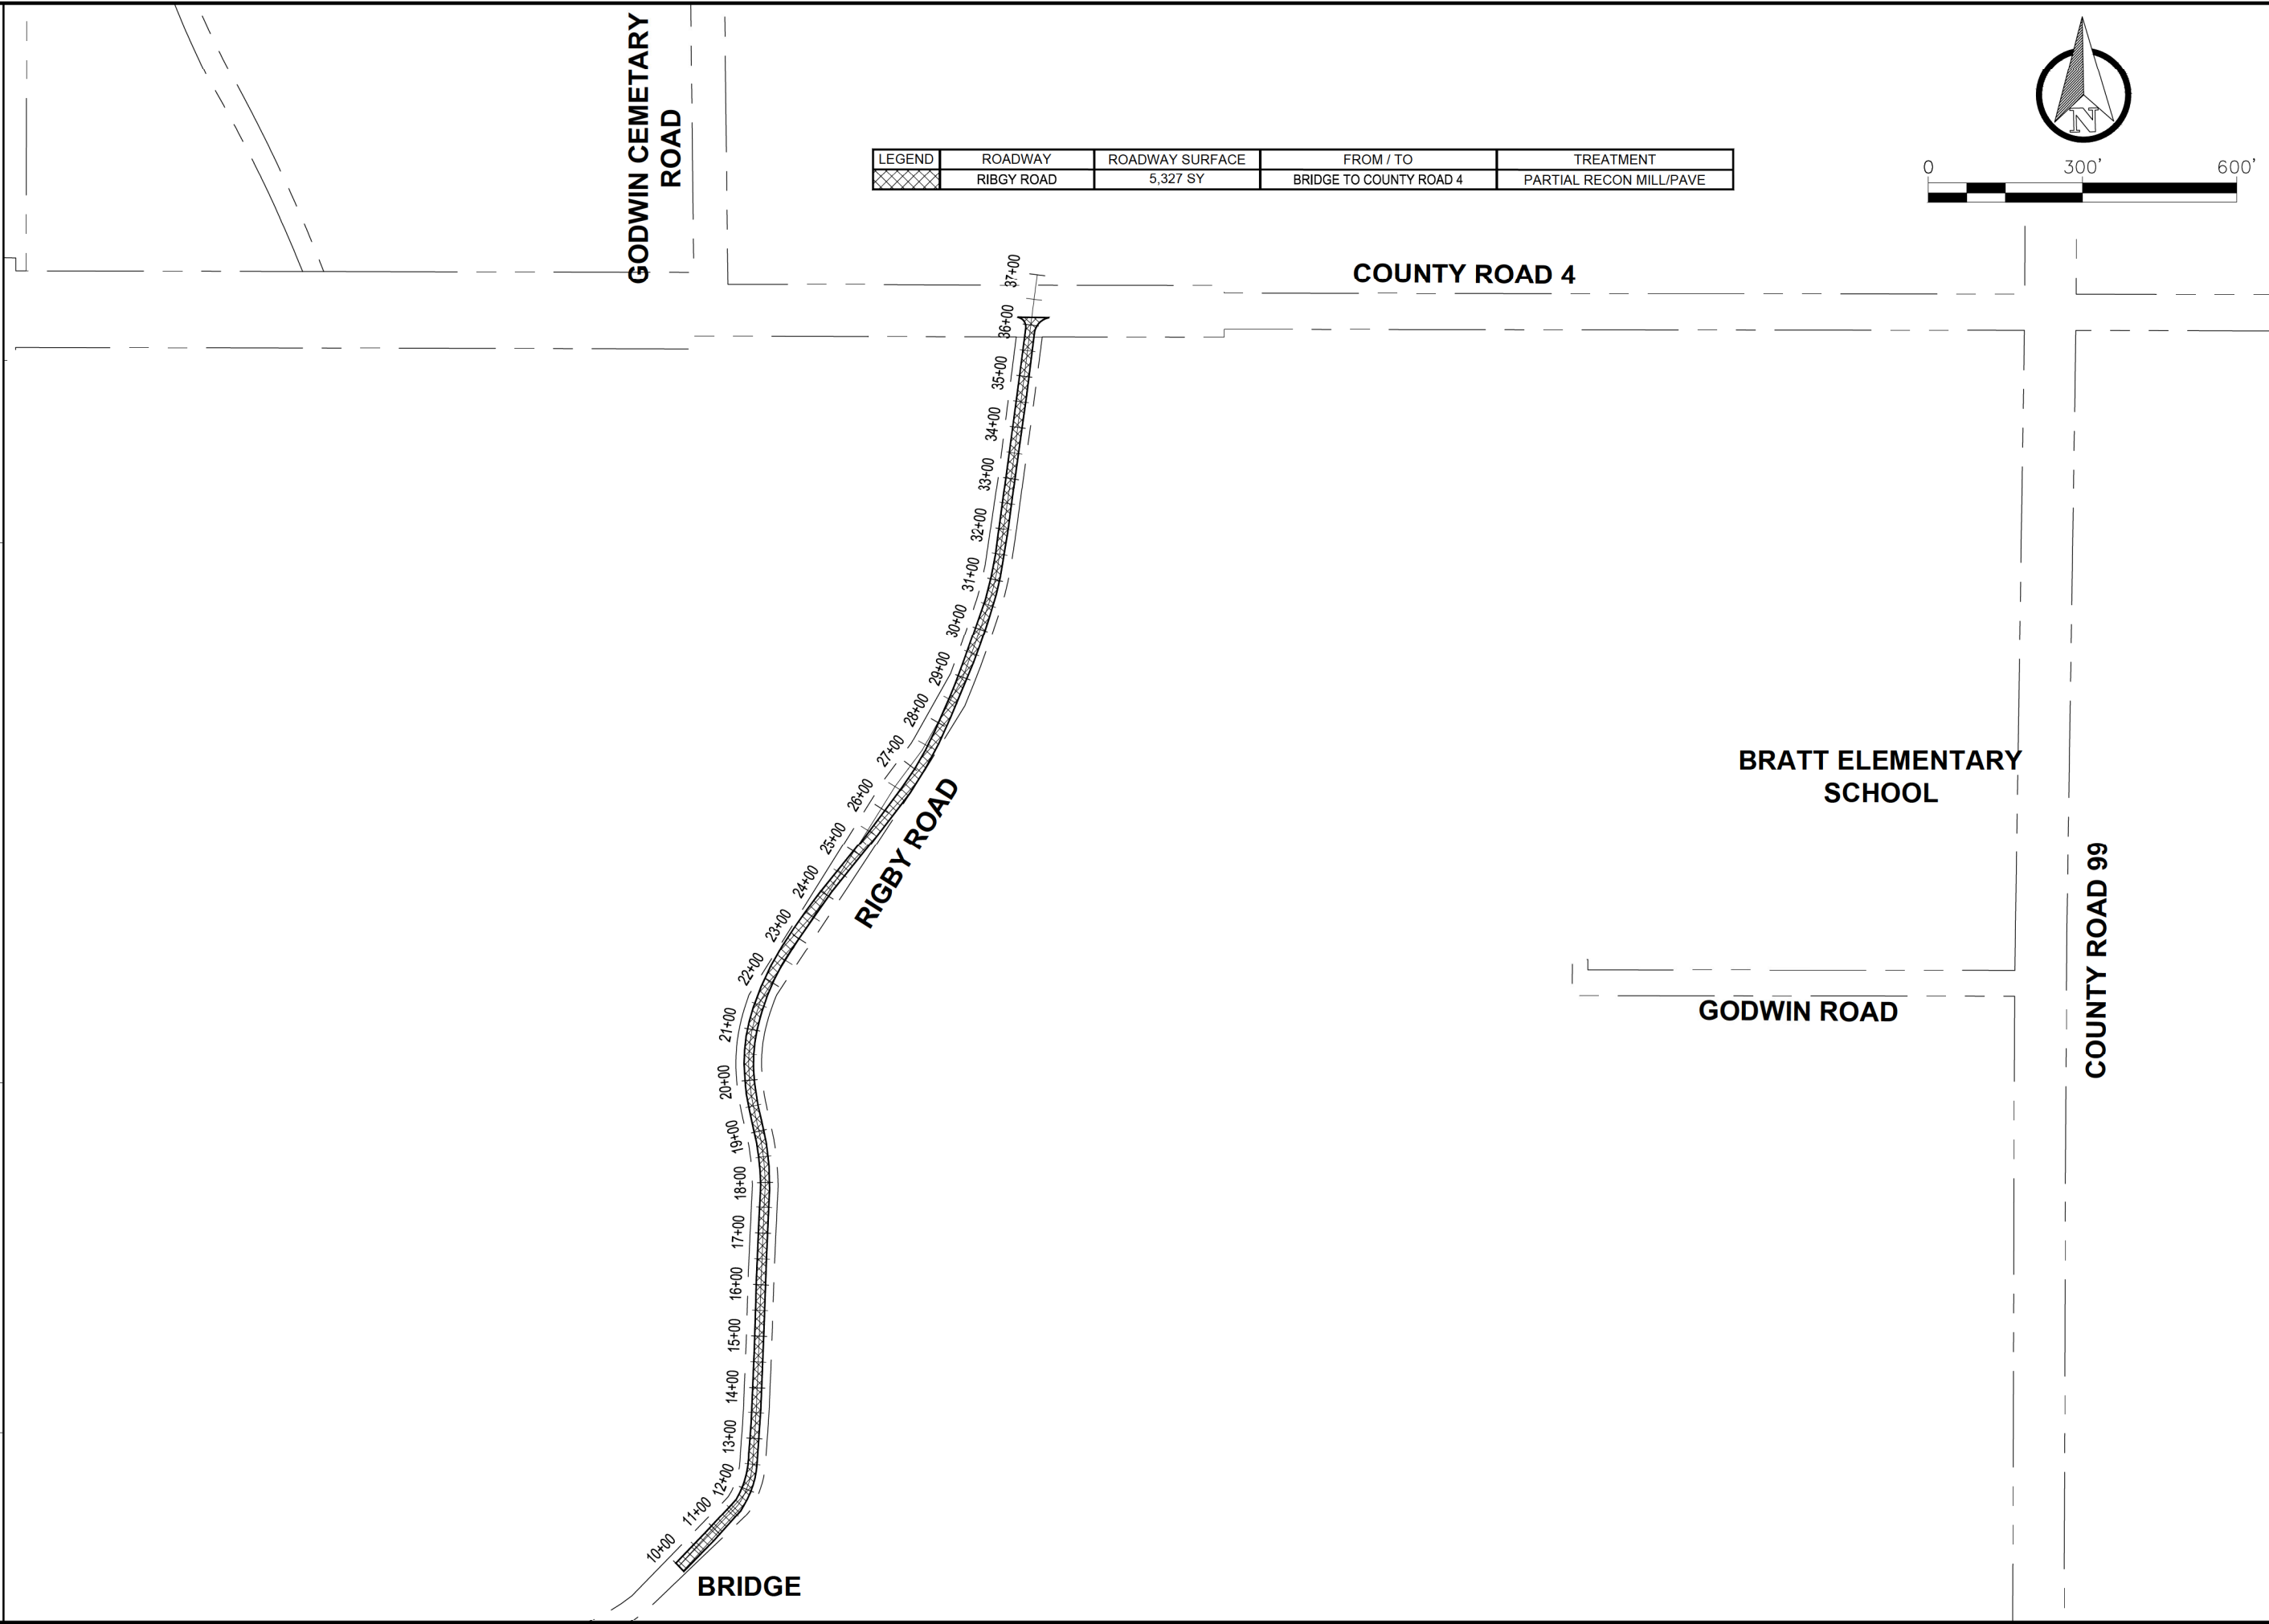 GODWIN CEMETARY
ROAD
N
0 300' 600'
LEGEND ROADWAY ROADWAY SURFACE FROM / TO TREATMENT
RIBGY ROAD 5,327 SY BRIDGE TO COUNTY ROAD 4 PARTIAL RECON MILL/PAVE
COUNTY ROAD 4
37+00
36+00
35+00
34+00
33+00
32+00
31+00
30+00
29+00
28+00
27+00
26+00
25+00
24+00
23+00
22+00
21+00
20+00
19+00
18+00
17+00
16+00
15+00
14+00
13+00
12+00
11+00
10+00
RIGBY ROAD
BRATT ELEMENTARY
SCHOOL
COUNTY ROAD 99
GODWIN ROAD
BRIDGE